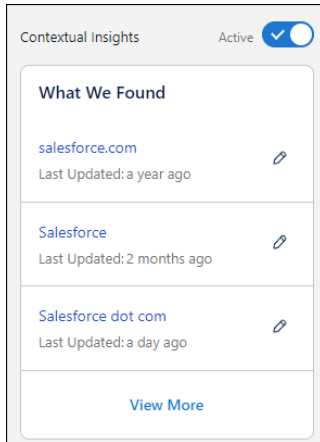 Contextual Insights Active
What We Found
salesforce.com
Last Updated: a year ago
Salesforce
Last Updated: 2 months ago
Salesforce dot com
Last Updated: a day ago
View More